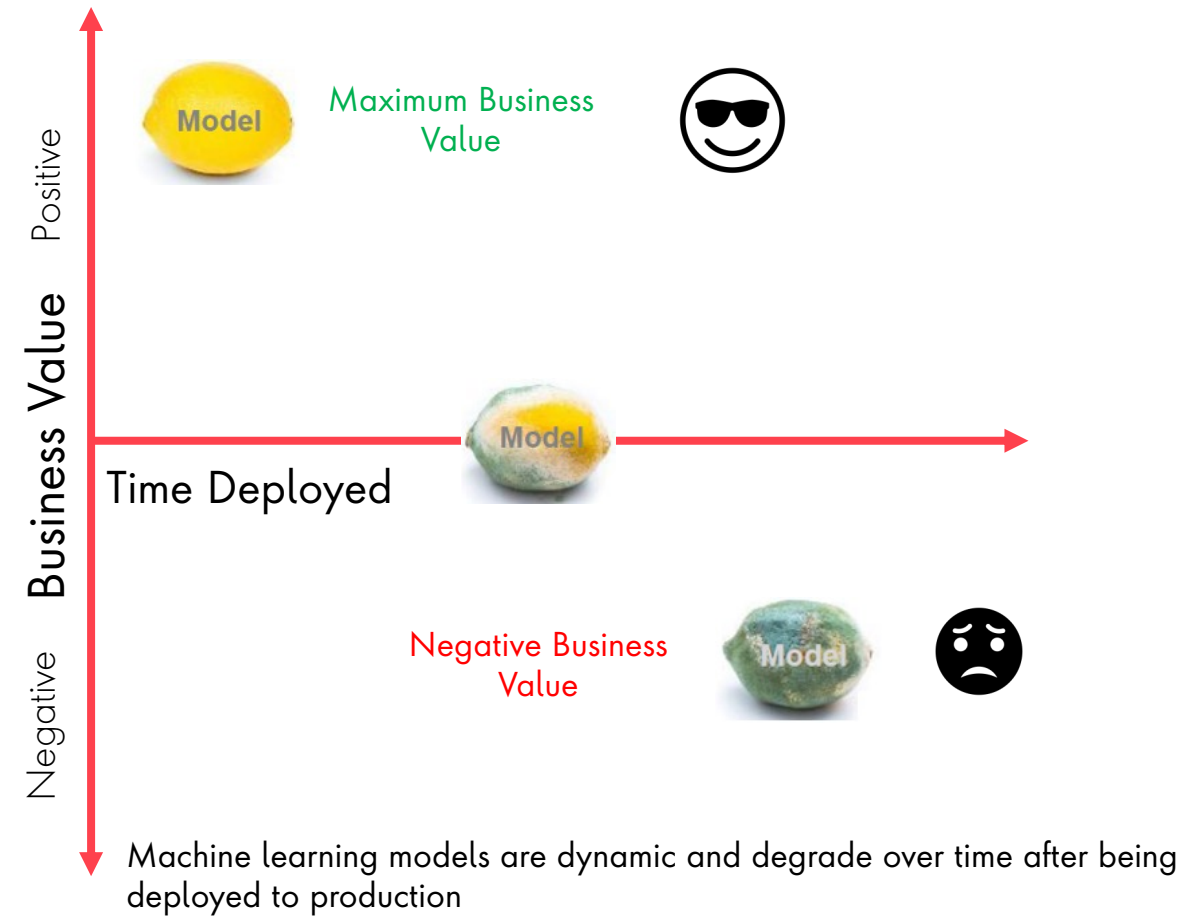 Model
Maximum Business
Value
Positive
Business Value
Model
Time Deployed
Negative Business
Value
Model
Negative
Machine learning models are dynamic and degrade over time after being
deployed to production